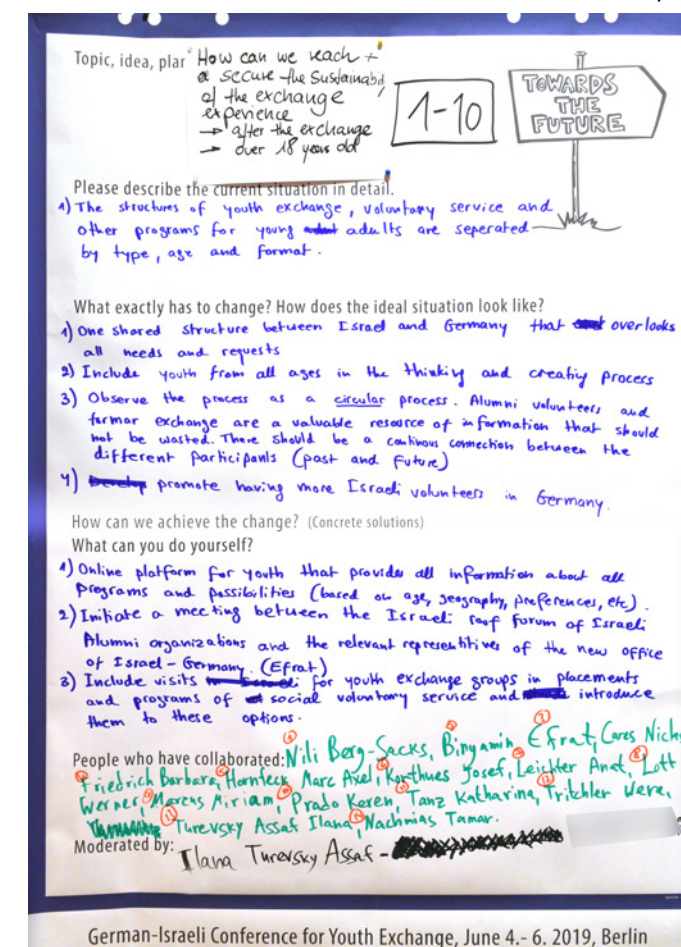 Topic, idea, plan
How can we reach +
a secure the Sustainabil
of the exchange
experience
→ after the exchange
→ over 18 years old
1-10
TOWARDS
THE
FUTURE
Please describe the current situation in detail.
1) The structures of youth exchange, voluntary service and
other programs for young adults are seperated
by type, age and format.
What exactly has to change? How does the ideal situation look like?
1) One shared structure between Israel and Germany that overlooks
all needs and requests
2) Include youth from all ages in the thinking and creating process
3) Observe the process as a circular process. Alumni volunteers and
former exchange are a valuable resource of information that should
not be wasted. There should be a continous connection between the
different participants (past and future)
4) promote having more Israeli volunteers in Germany.
How can we achieve the change? (Concrete solutions)
What can you do yourself?
1) Online platform for youth that provides all information about all
programs and possibilities (based on age, geography, preferences, etc).
2) Initiate a meeting between the Israeli roof forum of Israeli
Alumni organizations and the relevant representitives of the new office
of Israel - Germany. (Efrat)
3) Include visits for youth exchange groups in placements
and programs of social voluntary service and introduce
them to these options.
People who have collaborated: Nili Berg-Sacks, Binyamin Efrat, Cares Nich
Friedrich Barbara, Hornfeck Marc Axel, Korthues Josef, Leichter Anat, Lott
Werner, Marcus Miriam, Prado Keren, Tanz Katharina, Tritchler Vera,
Turevsky Assaf Ilana, Nachmias Tamar.
Moderated by: Ilana Turevsky Assaf -
German-Israeli Conference for Youth Exchange, June 4.- 6. 2019, Berlin